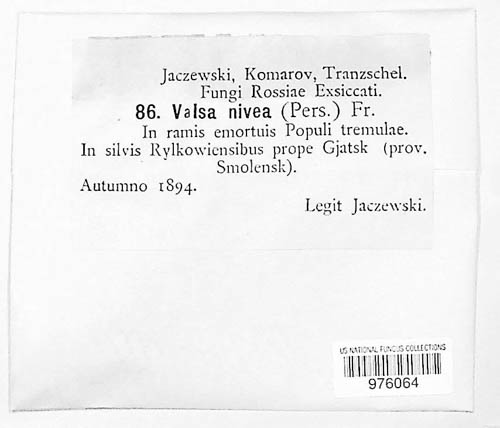 Jaczewski, Komarov, Tranzschel.
Fungi Rossiae Exsiccati.
86. Valsa nivea (Pers.) Fr.
In ramis emortuis Populi tremulae.
In silvis Rylkowiensibus prope Gjatsk (prov.
Smolensk).
Autumno 1894.
Legit Jaczewski.
US NATIONAL FUNGUS COLLECTIONS
976064